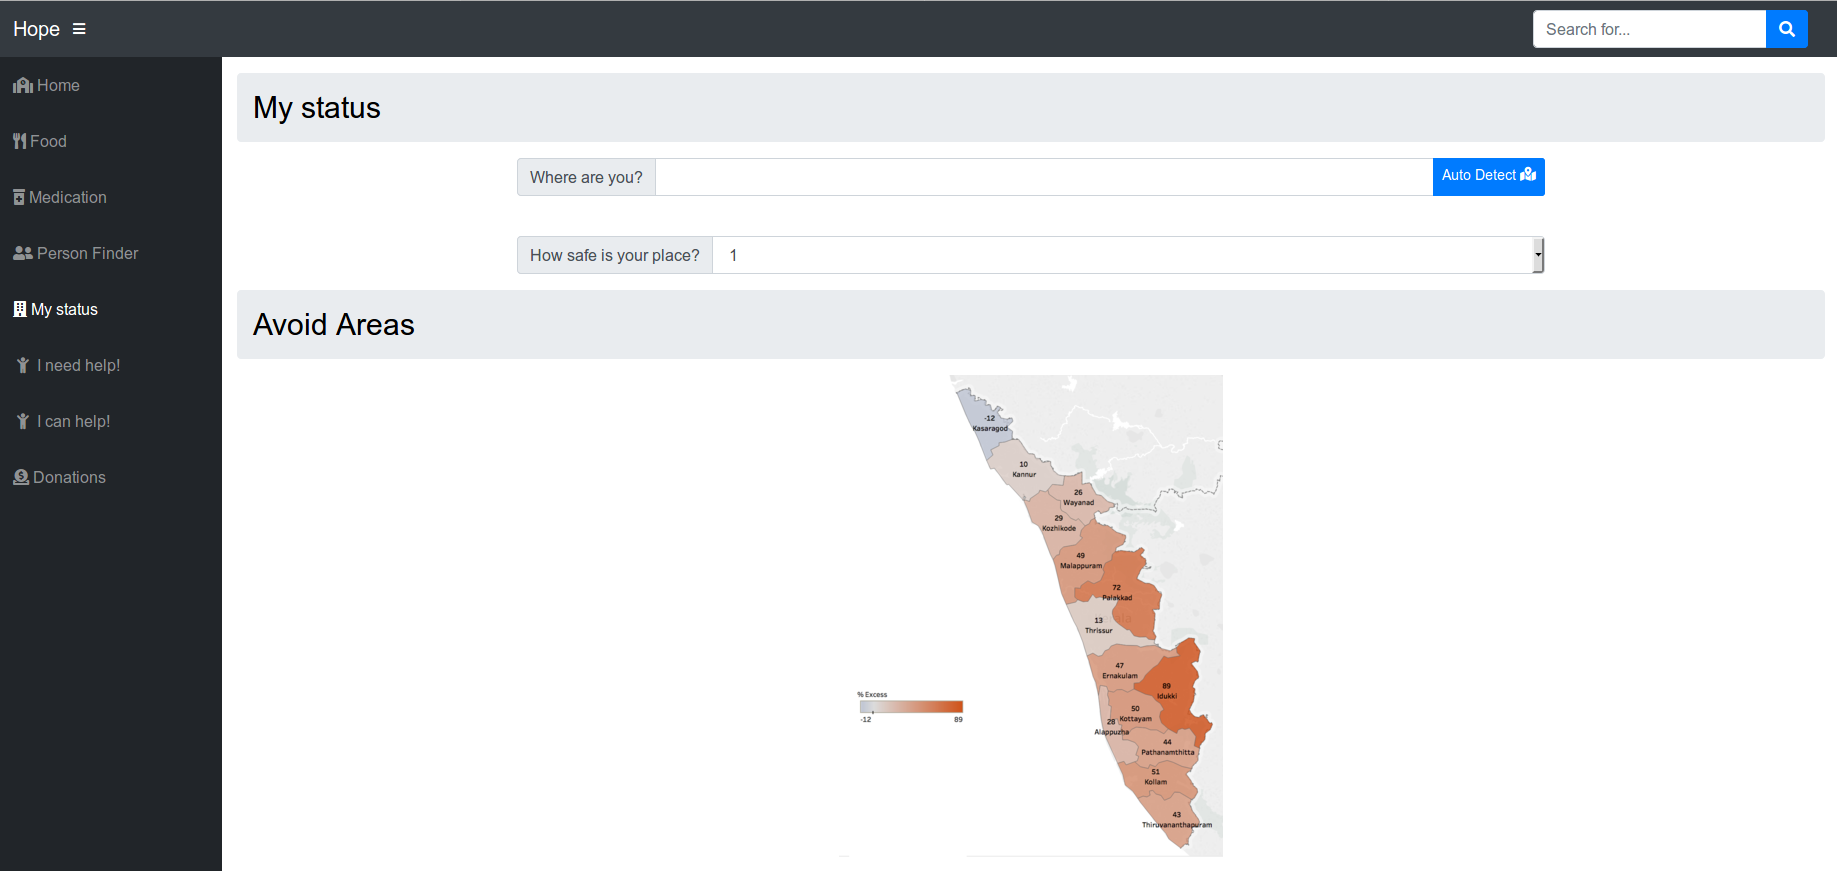 Hope
Search for...
Home
Food
Medication
Person Finder
My status
I need help!
I can help!
Donations
My status
Where are you?
Auto Detect
How safe is your place? 1
Avoid Areas
-12
Kasaragod
10
Kannur
26
Wayanad
29
Kozhikode
49
Malappuram
72
Palakkad
13
Thrissur
47
Ernakulam
89
Idukki
50
Kottayam
28
Alappuzha
44
Pathanamthitta
51
Kollam
43
Thiruvananthapuram
% Excess
-12 89